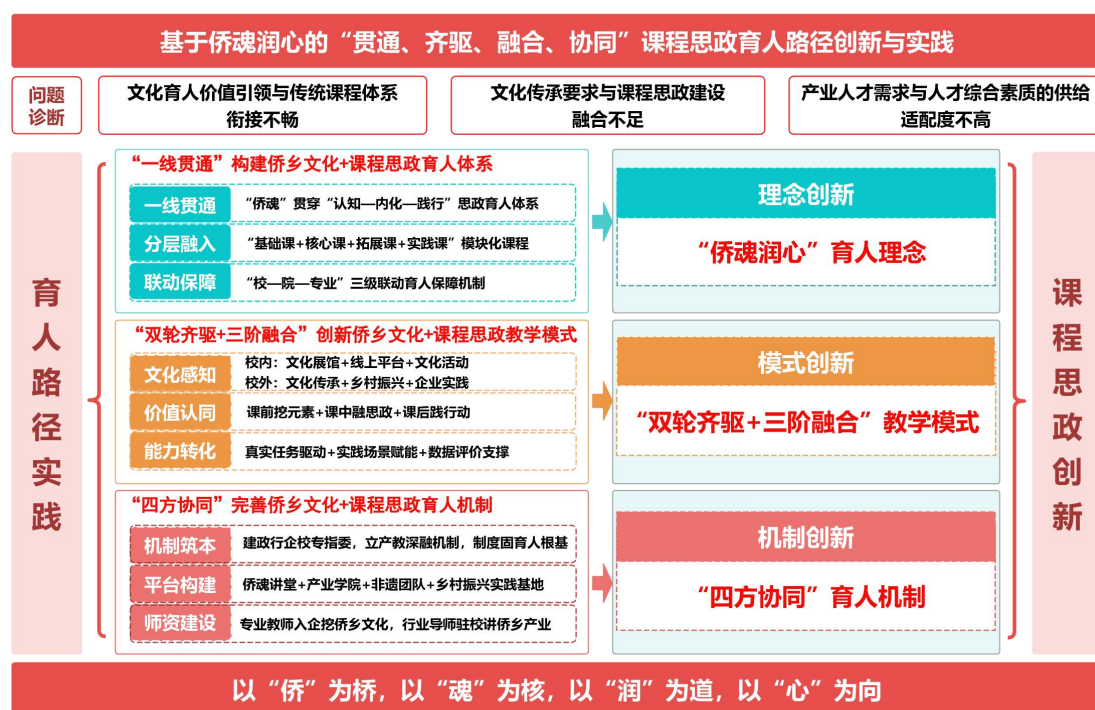 基于侨魂润心的“贯通、齐驱、融合、协同”课程思政育人路径创新与实践
问题
诊断
文化育人价值引领与传统课程体系
衔接不畅
文化传承要求与课程思政建设
融合不足
产业人才需求与人才综合素质的供给
适配度不高
育人路径实践
“一线贯通”构建侨乡文化+课程思政育人体系
一线贯通
“侨魂”贯穿“认知—内化—践行”思政育人体系
分层融入
“基础课+核心课+拓展课+实践课”模块化课程
联动保障
“校—院—专业”三级联动育人保障机制
理念创新
“侨魂润心”育人理念
“双轮齐驱+三阶融合”创新侨乡文化+课程思政教学模式
文化感知
校内：文化展馆+线上平台+文化活动
校外：文化传承+乡村振兴+企业实践
价值认同
课前挖元素+课中融思政+课后践行动
能力转化
真实任务驱动+实践场景赋能+数据评价支撑
模式创新
“双轮齐驱+三阶融合”教学模式
“四方协同”完善侨乡文化+课程思政育人机制
机制筑本
建政行企校专指委，立产教深融机制，制度固育人根基
平台构建
侨魂讲堂+产业学院+非遗团队+乡村振兴实践基地
师资建设
专业教师入企挖侨乡文化，行业导师驻校讲侨乡产业
机制创新
“四方协同”育人机制
课程思政创新
以“侨”为桥，以“魂”为核，以“润”为道，以“心”为向